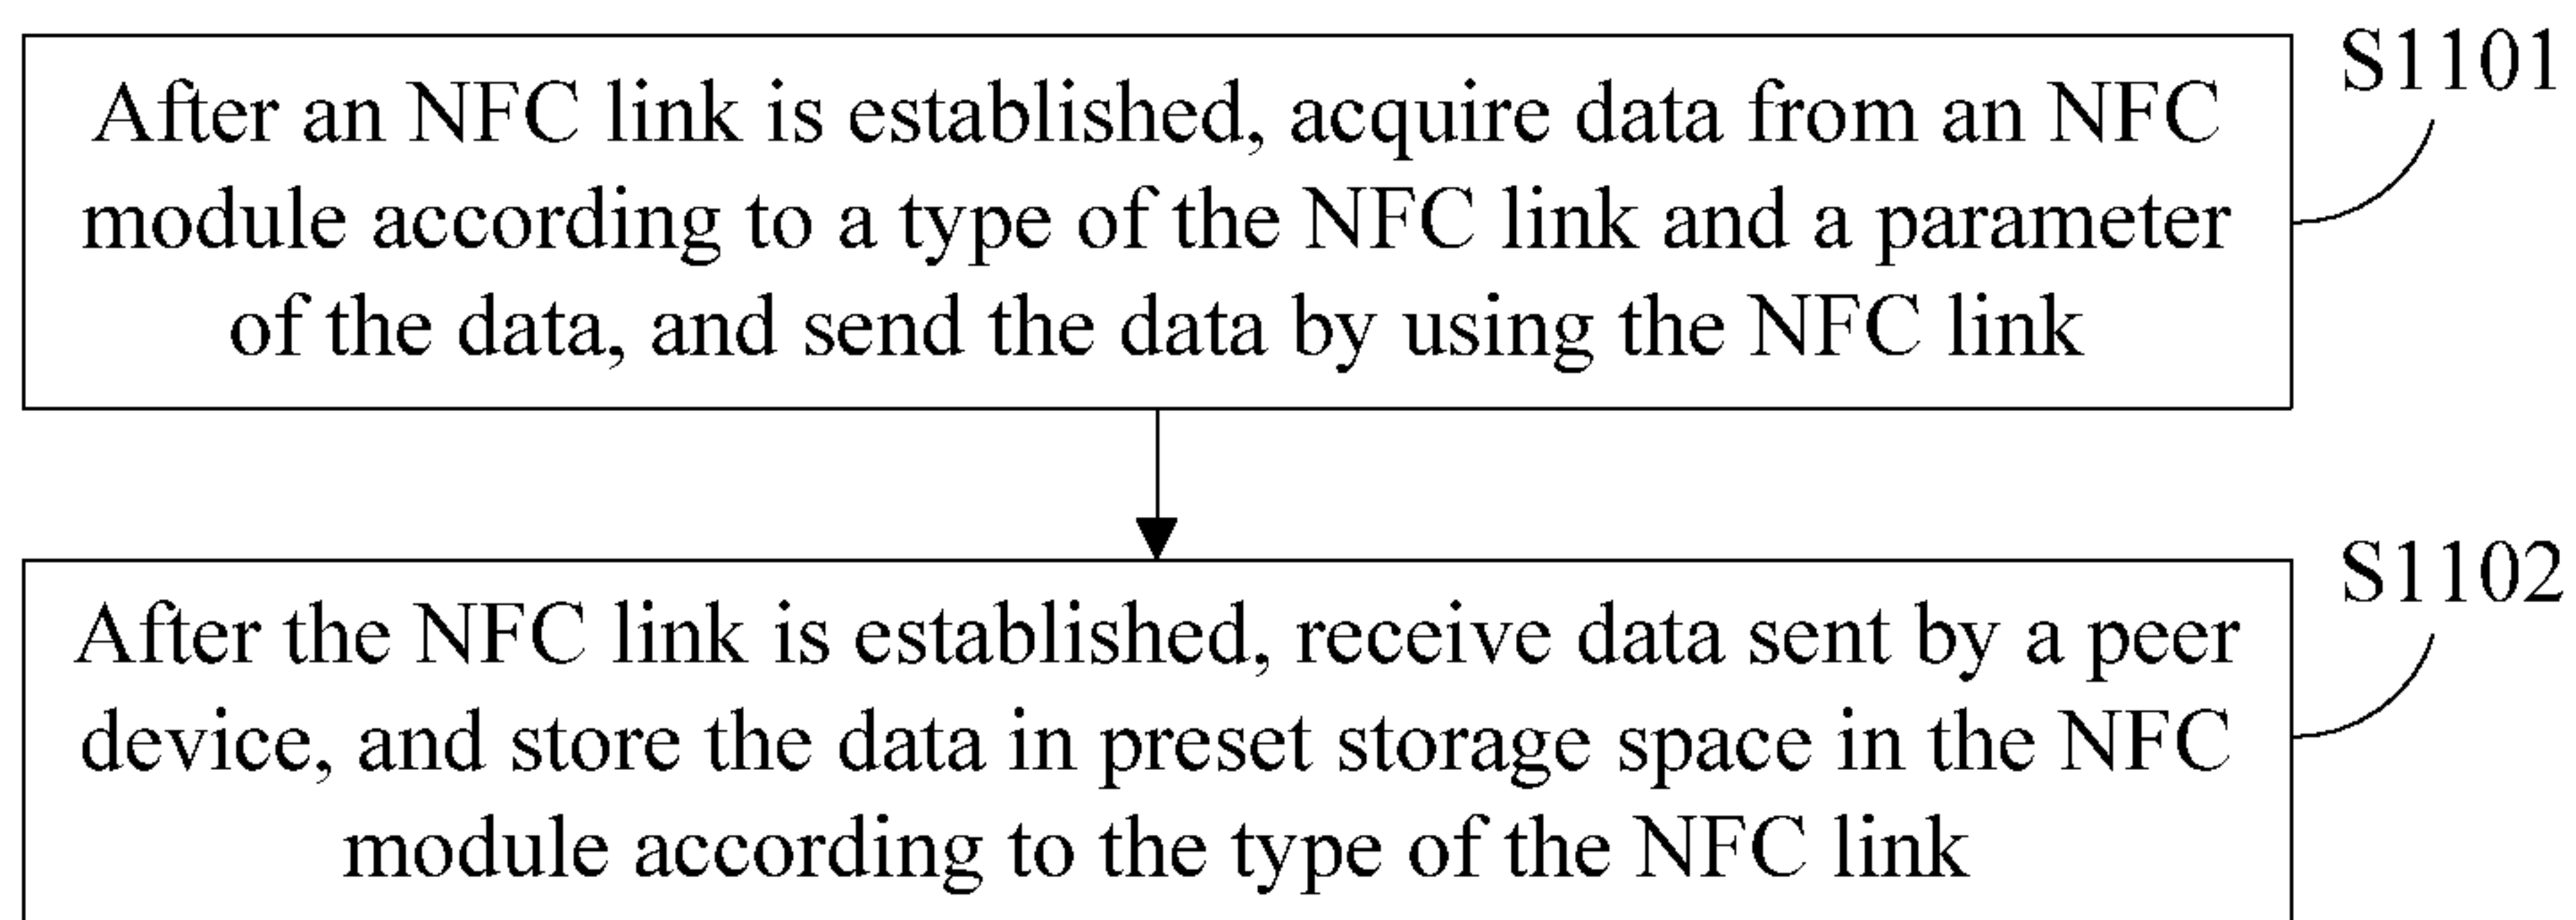 S1101
After an NFC link is established, acquire data from an NFC
module according to a type of the NFC link and a parameter
of the data, and send the data by using the NFC link
S1102
After the NFC link is established, receive data sent by a peer
device, and store the data in preset storage space in the NFC
module according to the type of the NFC link